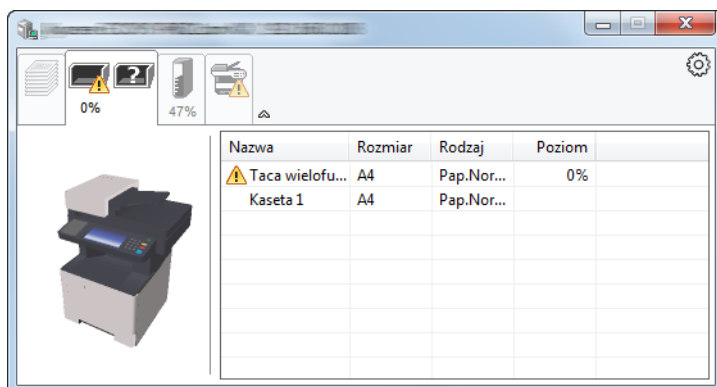 0%
47%
Nazwa Rozmiar Rodzaj Poziom
Taca wielofu... A4 Pap.Nor... 0%
Kaseta 1 A4 Pap.Nor...